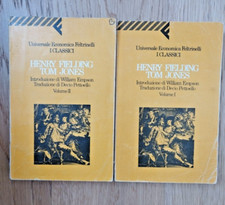 Universale Economica Feltrinelli
I CLASSICI
HENRY FIELDING
TOM JONES
Introduzione di William Empson
Traduzione di Decio Pettoello
Volume II
Universale Economica Feltrinelli
I CLASSICI
HENRY FIELDING
TOM JONES
Introduzione di William Empson
Traduzione di Decio Pettoello
Volume I